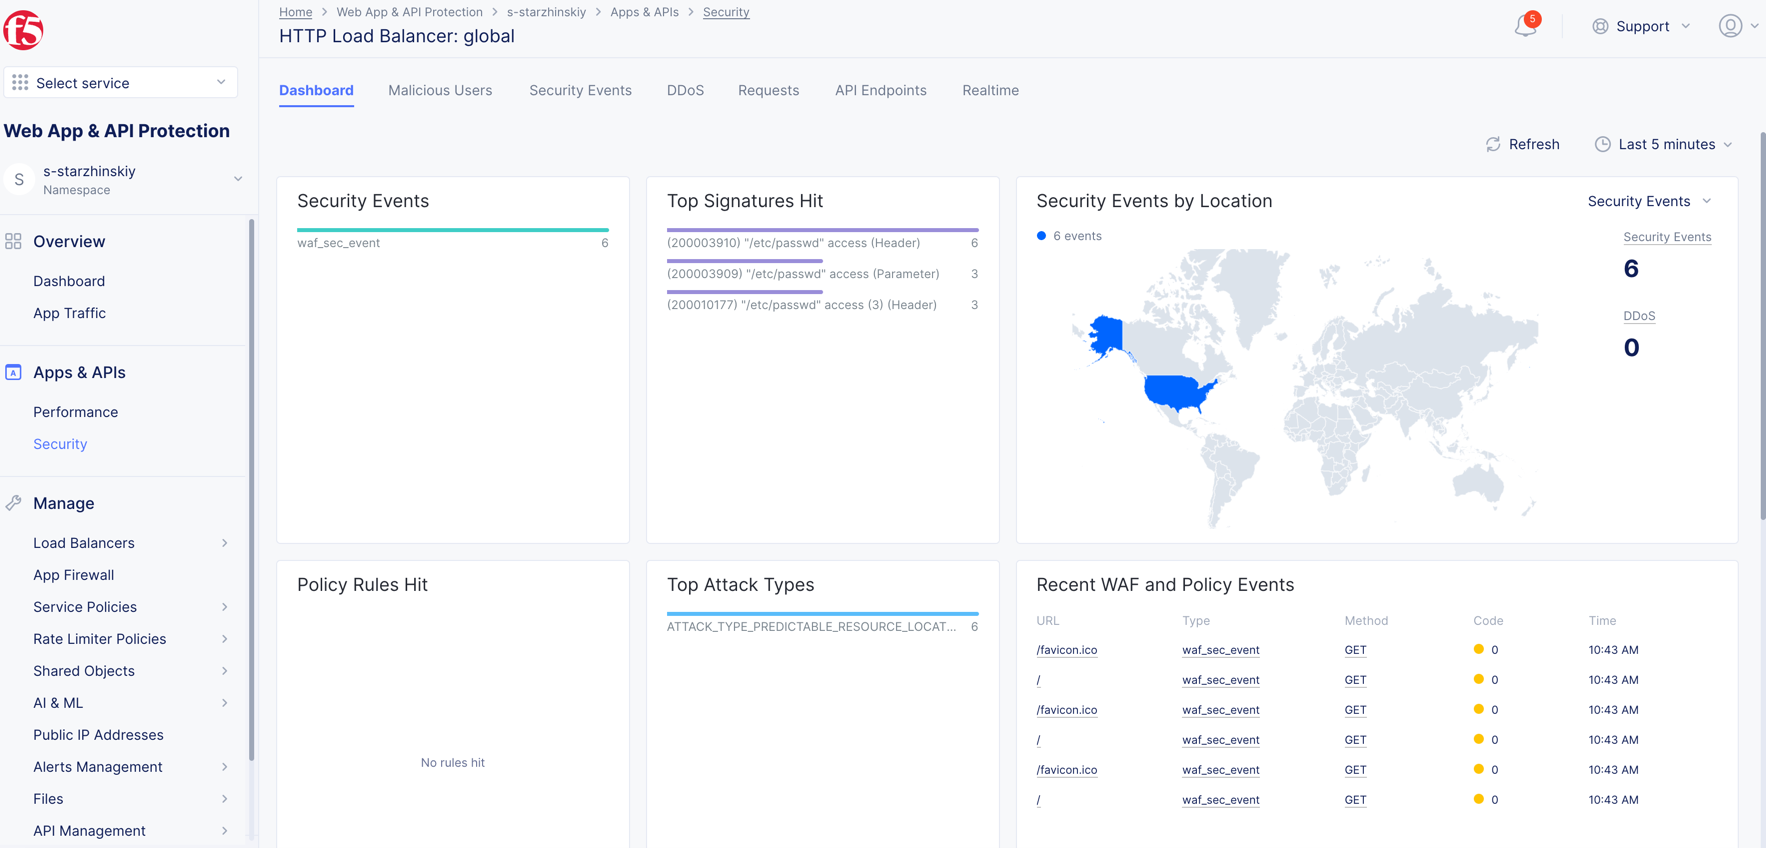 f5
Select service
Web App & API Protection
S
s-starzhinskiy
Namespace
Overview
Dashboard
App Traffic
A
Apps & APIs
Performance
Security
Manage
Load Balancers
App Firewall
Service Policies
Rate Limiter Policies
Shared Objects
AI & ML
Public IP Addresses
Alerts Management
Files
API Management
Home > Web App & API Protection > s-starzhinskiy > Apps & APIs > Security
HTTP Load Balancer: global
5
Support
Dashboard Malicious Users Security Events DDoS Requests API Endpoints Realtime
Refresh Last 5 minutes
Security Events
waf_sec_event 6
Top Signatures Hit
(200003910) "/etc/passwd" access (Header) 6
(200003909) "/etc/passwd" access (Parameter) 3
(200010177) "/etc/passwd" access (3) (Header) 3
Security Events by Location
Security Events
6 events
Security Events
6
DDoS
0
Policy Rules Hit
No rules hit
Top Attack Types
ATTACK_TYPE_PREDICTABLE_RESOURCE_LOCAT... 6
Recent WAF and Policy Events
URL Type Method Code Time
/favicon.ico waf_sec_event GET 0 10:43 AM
/ waf_sec_event GET 0 10:43 AM
/favicon.ico waf_sec_event GET 0 10:43 AM
/ waf_sec_event GET 0 10:43 AM
/favicon.ico waf_sec_event GET 0 10:43 AM
/ waf_sec_event GET 0 10:43 AM